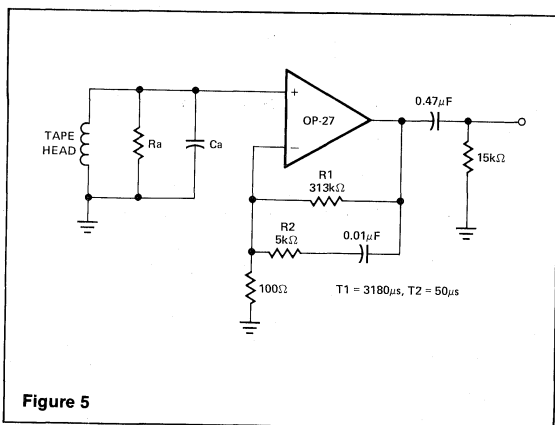 0.47μF
+
OP-27
−
TAPE
HEAD
Ra
Ca
15kΩ
R1
313kΩ
R2
5kΩ
0.01μF
100Ω
T1 = 3180μs, T2 = 50μs
Figure 5